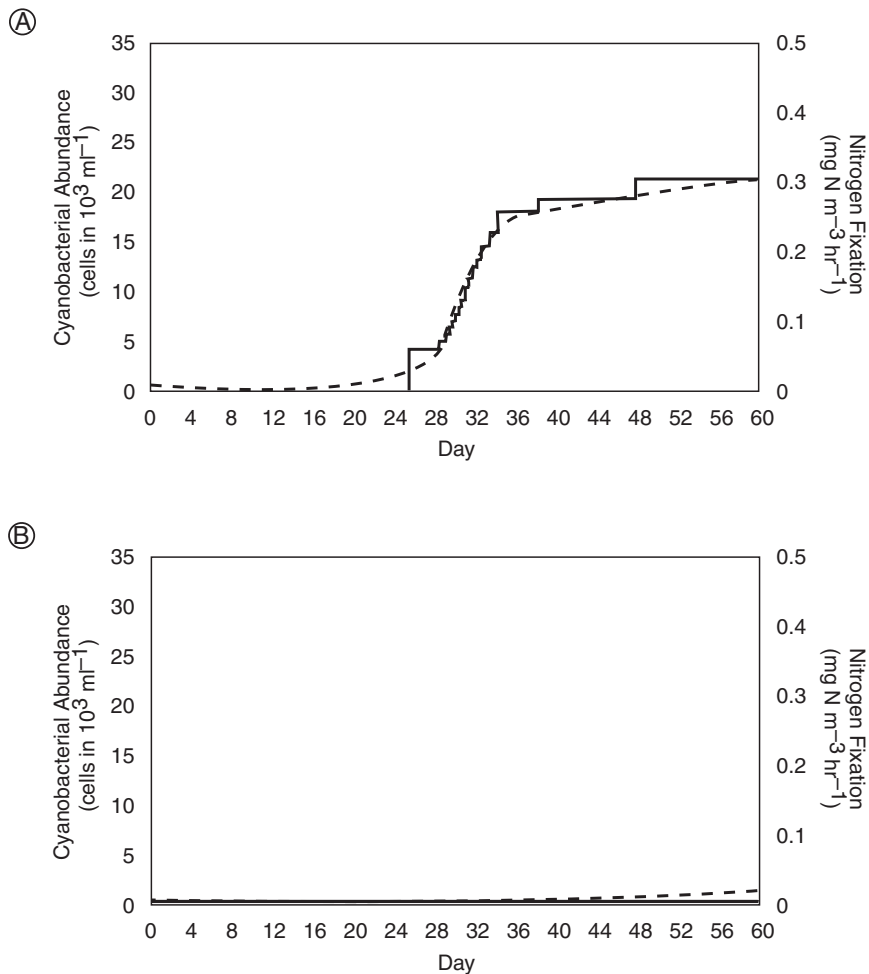 A
Cyanobacterial Abundance
(cells in 10³ ml⁻¹)
35
30
25
20
15
10
5
0
0.5
0.4
0.3
0.2
0.1
0
Nitrogen Fixation
(mg N m⁻³ hr⁻¹)
0 4 8 12 16 20 24 28 32 36 40 44 48 52 56 60
Day
B
Cyanobacterial Abundance
(cells in 10³ ml⁻¹)
35
30
25
20
15
10
5
0
0.5
0.4
0.3
0.2
0.1
0
Nitrogen Fixation
(mg N m⁻³ hr⁻¹)
0 4 8 12 16 20 24 28 32 36 40 44 48 52 56 60
Day